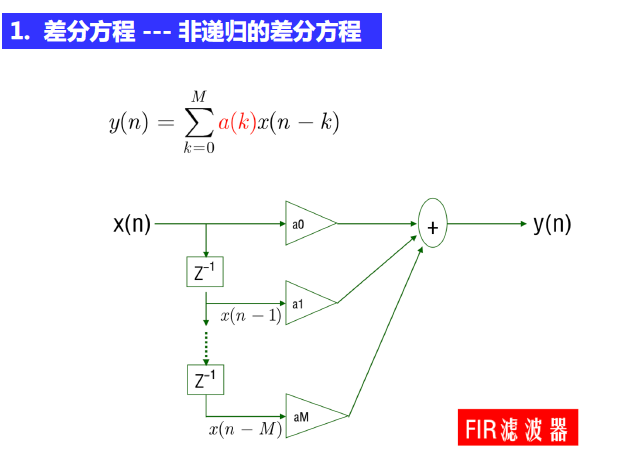 1. 差分方程 --- 非递归的差分方程
y(n) = \sum_{k=0}^{M} a(k)x(n − k)
x(n)
a0
+
y(n)
Z⁻¹
a1
x(n − 1)
Z⁻¹
aM
x(n − M)
FIR滤波器